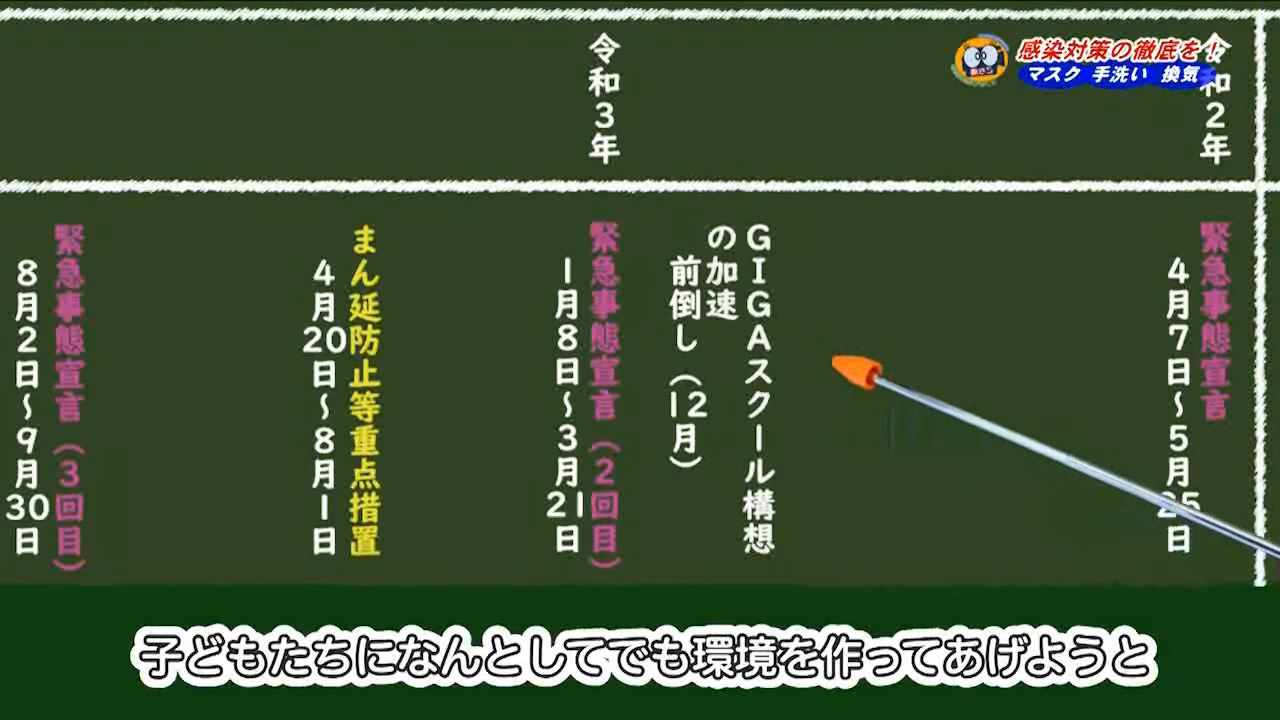 感染対策の徹底を!
マスク 手洗い 換気
令和2年
緊急事態宣言
4月7日~5月25日
GIGAスクール構想
の加速
前倒し(12月)
令和3年
緊急事態宣言(2回目)
1月8日~3月21日
まん延防止等重点措置
4月20日~8月1日
緊急事態宣言(3回目)
8月2日~9月30日
子どもたちになんとしてでも環境を作ってあげようと